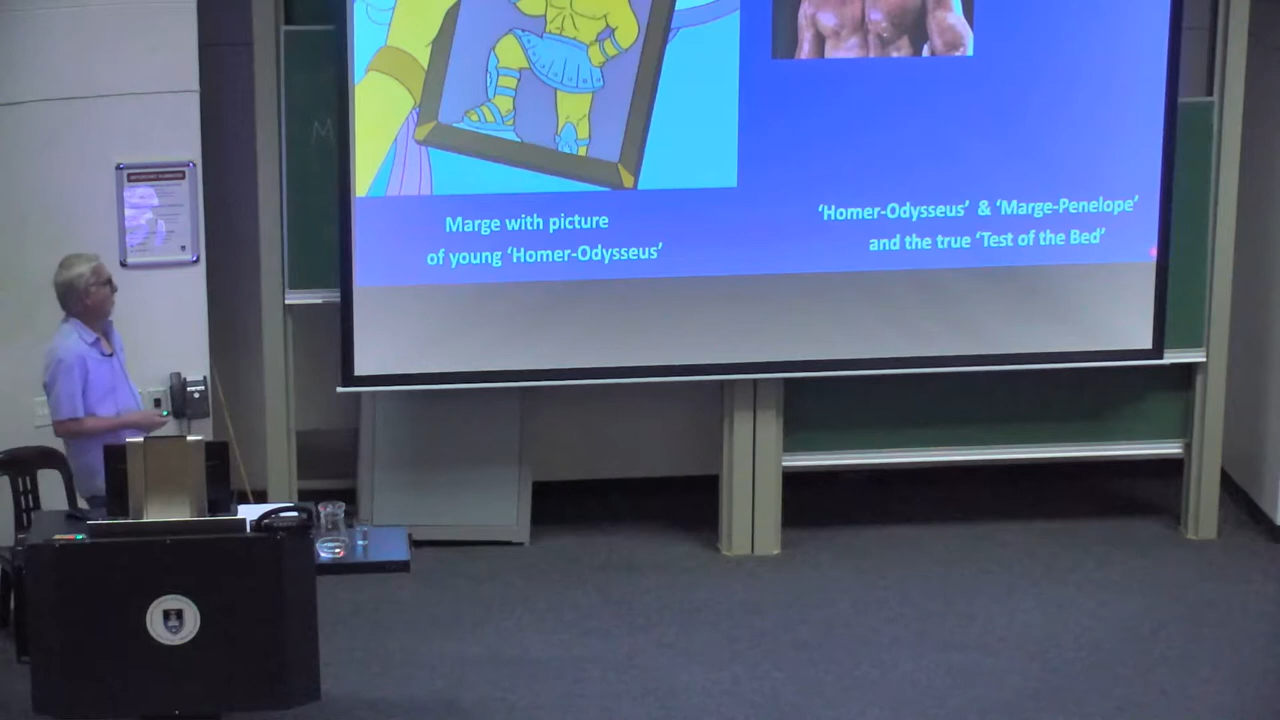 Marge with picture
of young ‘Homer-Odysseus’
‘Homer-Odysseus’ & ‘Marge-Penelope’
and the true ‘Test of the Bed’
M